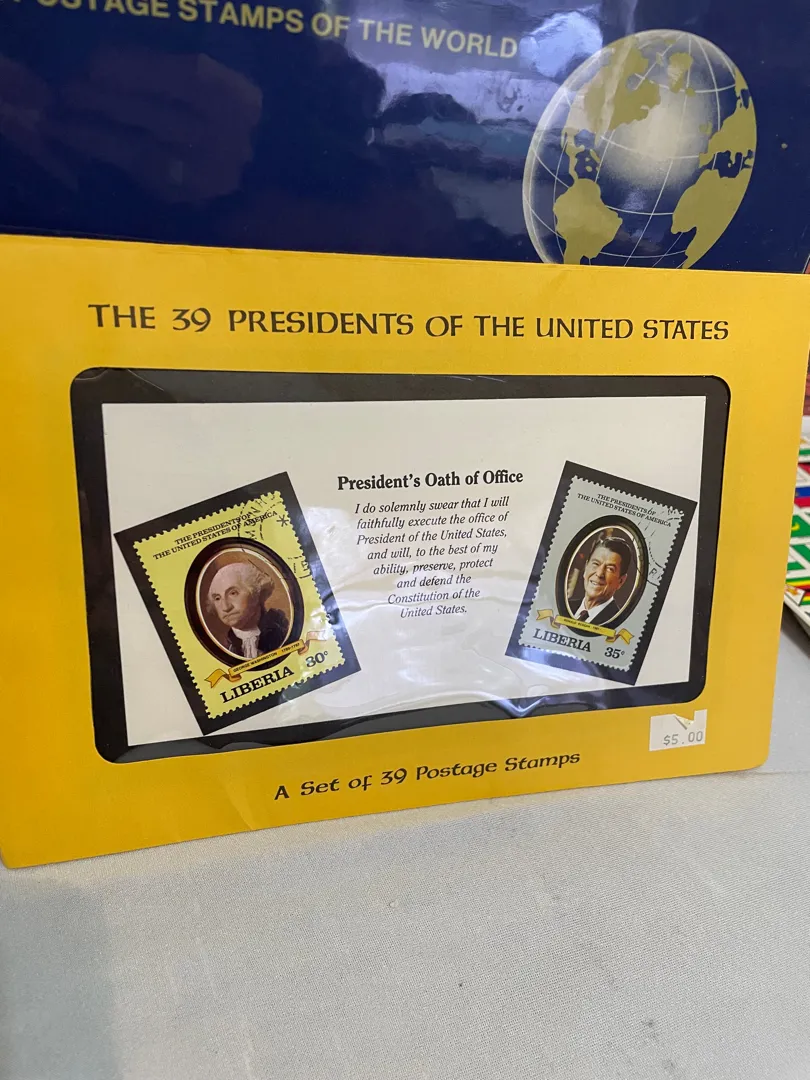 POSTAGE STAMPS OF THE WORLD
THE 39 PRESIDENTS OF THE UNITED STATES
President's Oath of Office
I do solemnly swear that I will
faithfully execute the office of
President of the United States,
and will, to the best of my
ability, preserve, protect
and defend the
Constitution of the
United States.
THE PRESIDENTS OF
THE UNITED STATES OF AMERICA
GEORGE WASHINGTON 1789-1797
LIBERIA 30c
THE PRESIDENTS OF
THE UNITED STATES OF AMERICA
LIBERIA 35c
$5.00
A Set of 39 Postage Stamps